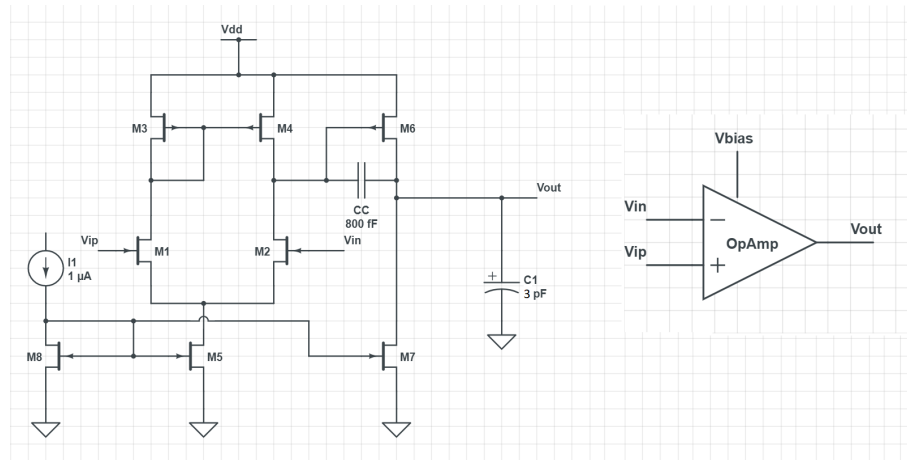 Vdd
M3
M4
M6
Vout
CC
800 fF
Vip
M1
M2
Vin
I1
1 µA
C1
3 pF
M8
M5
M7
Vbias
Vin
Vip
OpAmp
Vout